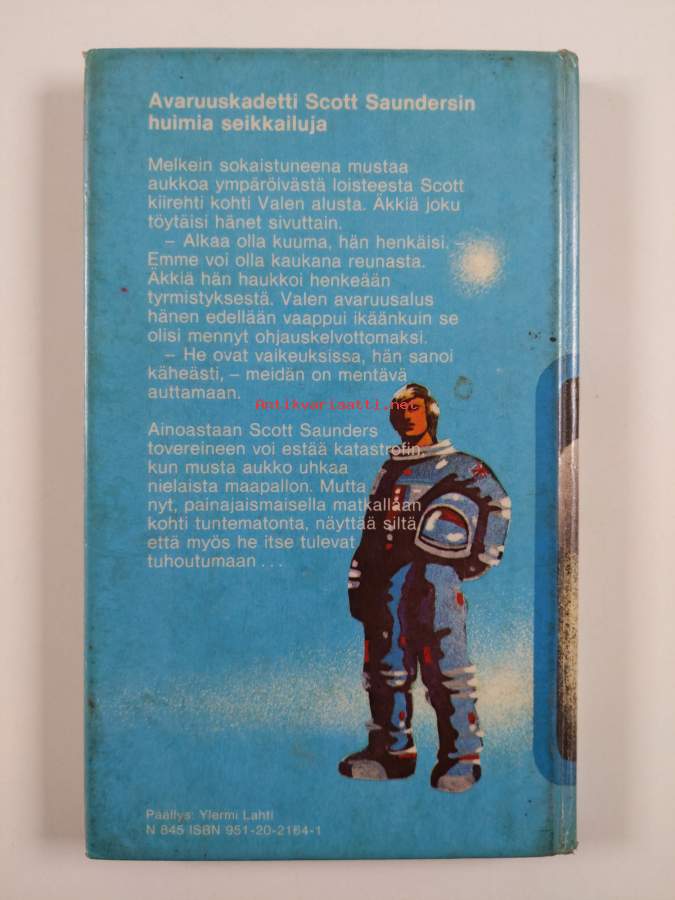 Avaruuskadetti Scott Saundersin
huimia seikkailuja
Melkein sokaistuneena mustaa
aukkoa ympäröivästä loisteesta Scott
kiirehti kohti Valen alusta. Äkkiä joku
töytäisi hänet sivuttain.
– Alkaa olla kuuma, hän henkäisi. –
Emme voi olla kaukana reunasta.
Äkkiä hän haukkoi henkeään
tyrmistyksestä. Valen avaruusalus
hänen edellään vaappui ikäänkuin se
olisi mennyt ohjauskelvottomaksi.
– He ovat vaikeuksissa, hän sanoi
käheästi, – meidän on mentävä
auttamaan.
Antikvariaatti.net
Ainoastaan Scott Saunders
tovereineen voi estää katastrofin,
kun musta aukko uhkaa
nielaista maapallon. Mutta
nyt, painajaismaisella matkallaan
kohti tuntematonta, näyttää siltä
että myös he itse tulevat
tuhoutumaan . . .
Päällys: Ylermi Lahti
N 845 ISBN 951-20-2164-1